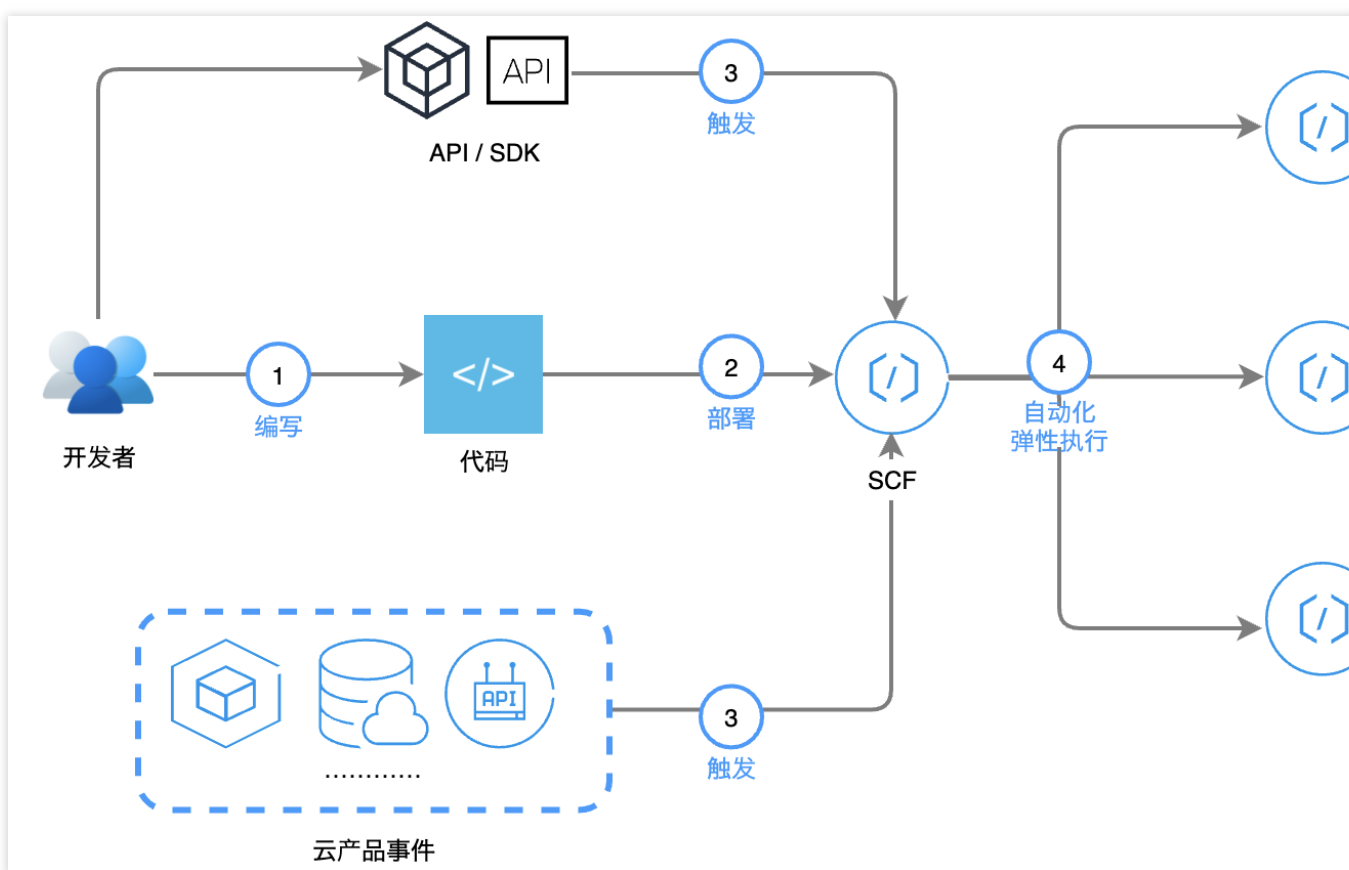 API
3
触发
API / SDK
1
编写
</>
2
部署
4
自动化
弹性执行
开发者
代码
SCF
API
............
3
触发
云产品事件